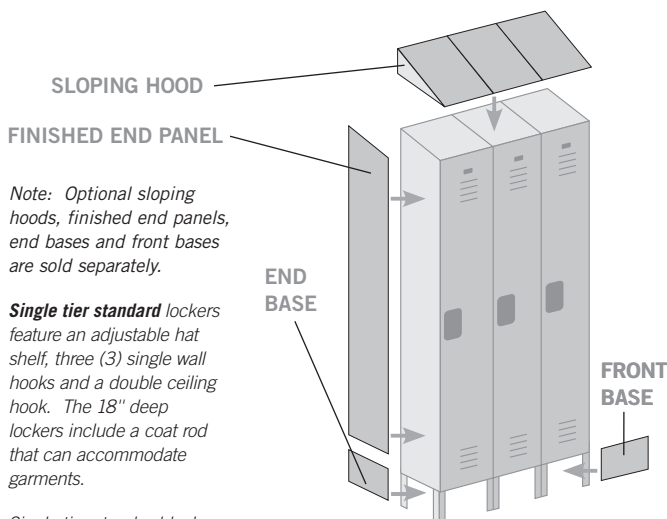 SLOPING HOOD
FINISHED END PANEL
Note: Optional sloping
hoods, finished end panels,
end bases and front bases
are sold separately.
Single tier standard lockers
feature an adjustable hat
shelf, three (3) single wall
hooks and a double ceiling
hook. The 18" deep
lockers include a coat rod
that can accommodate
garments.
END
BASE
FRONT
BASE